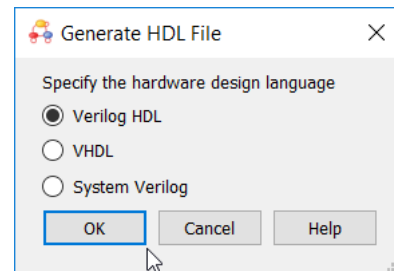 Generate HDL File
Specify the hardware design language
Verilog HDL
VHDL
System Verilog
OK Cancel Help